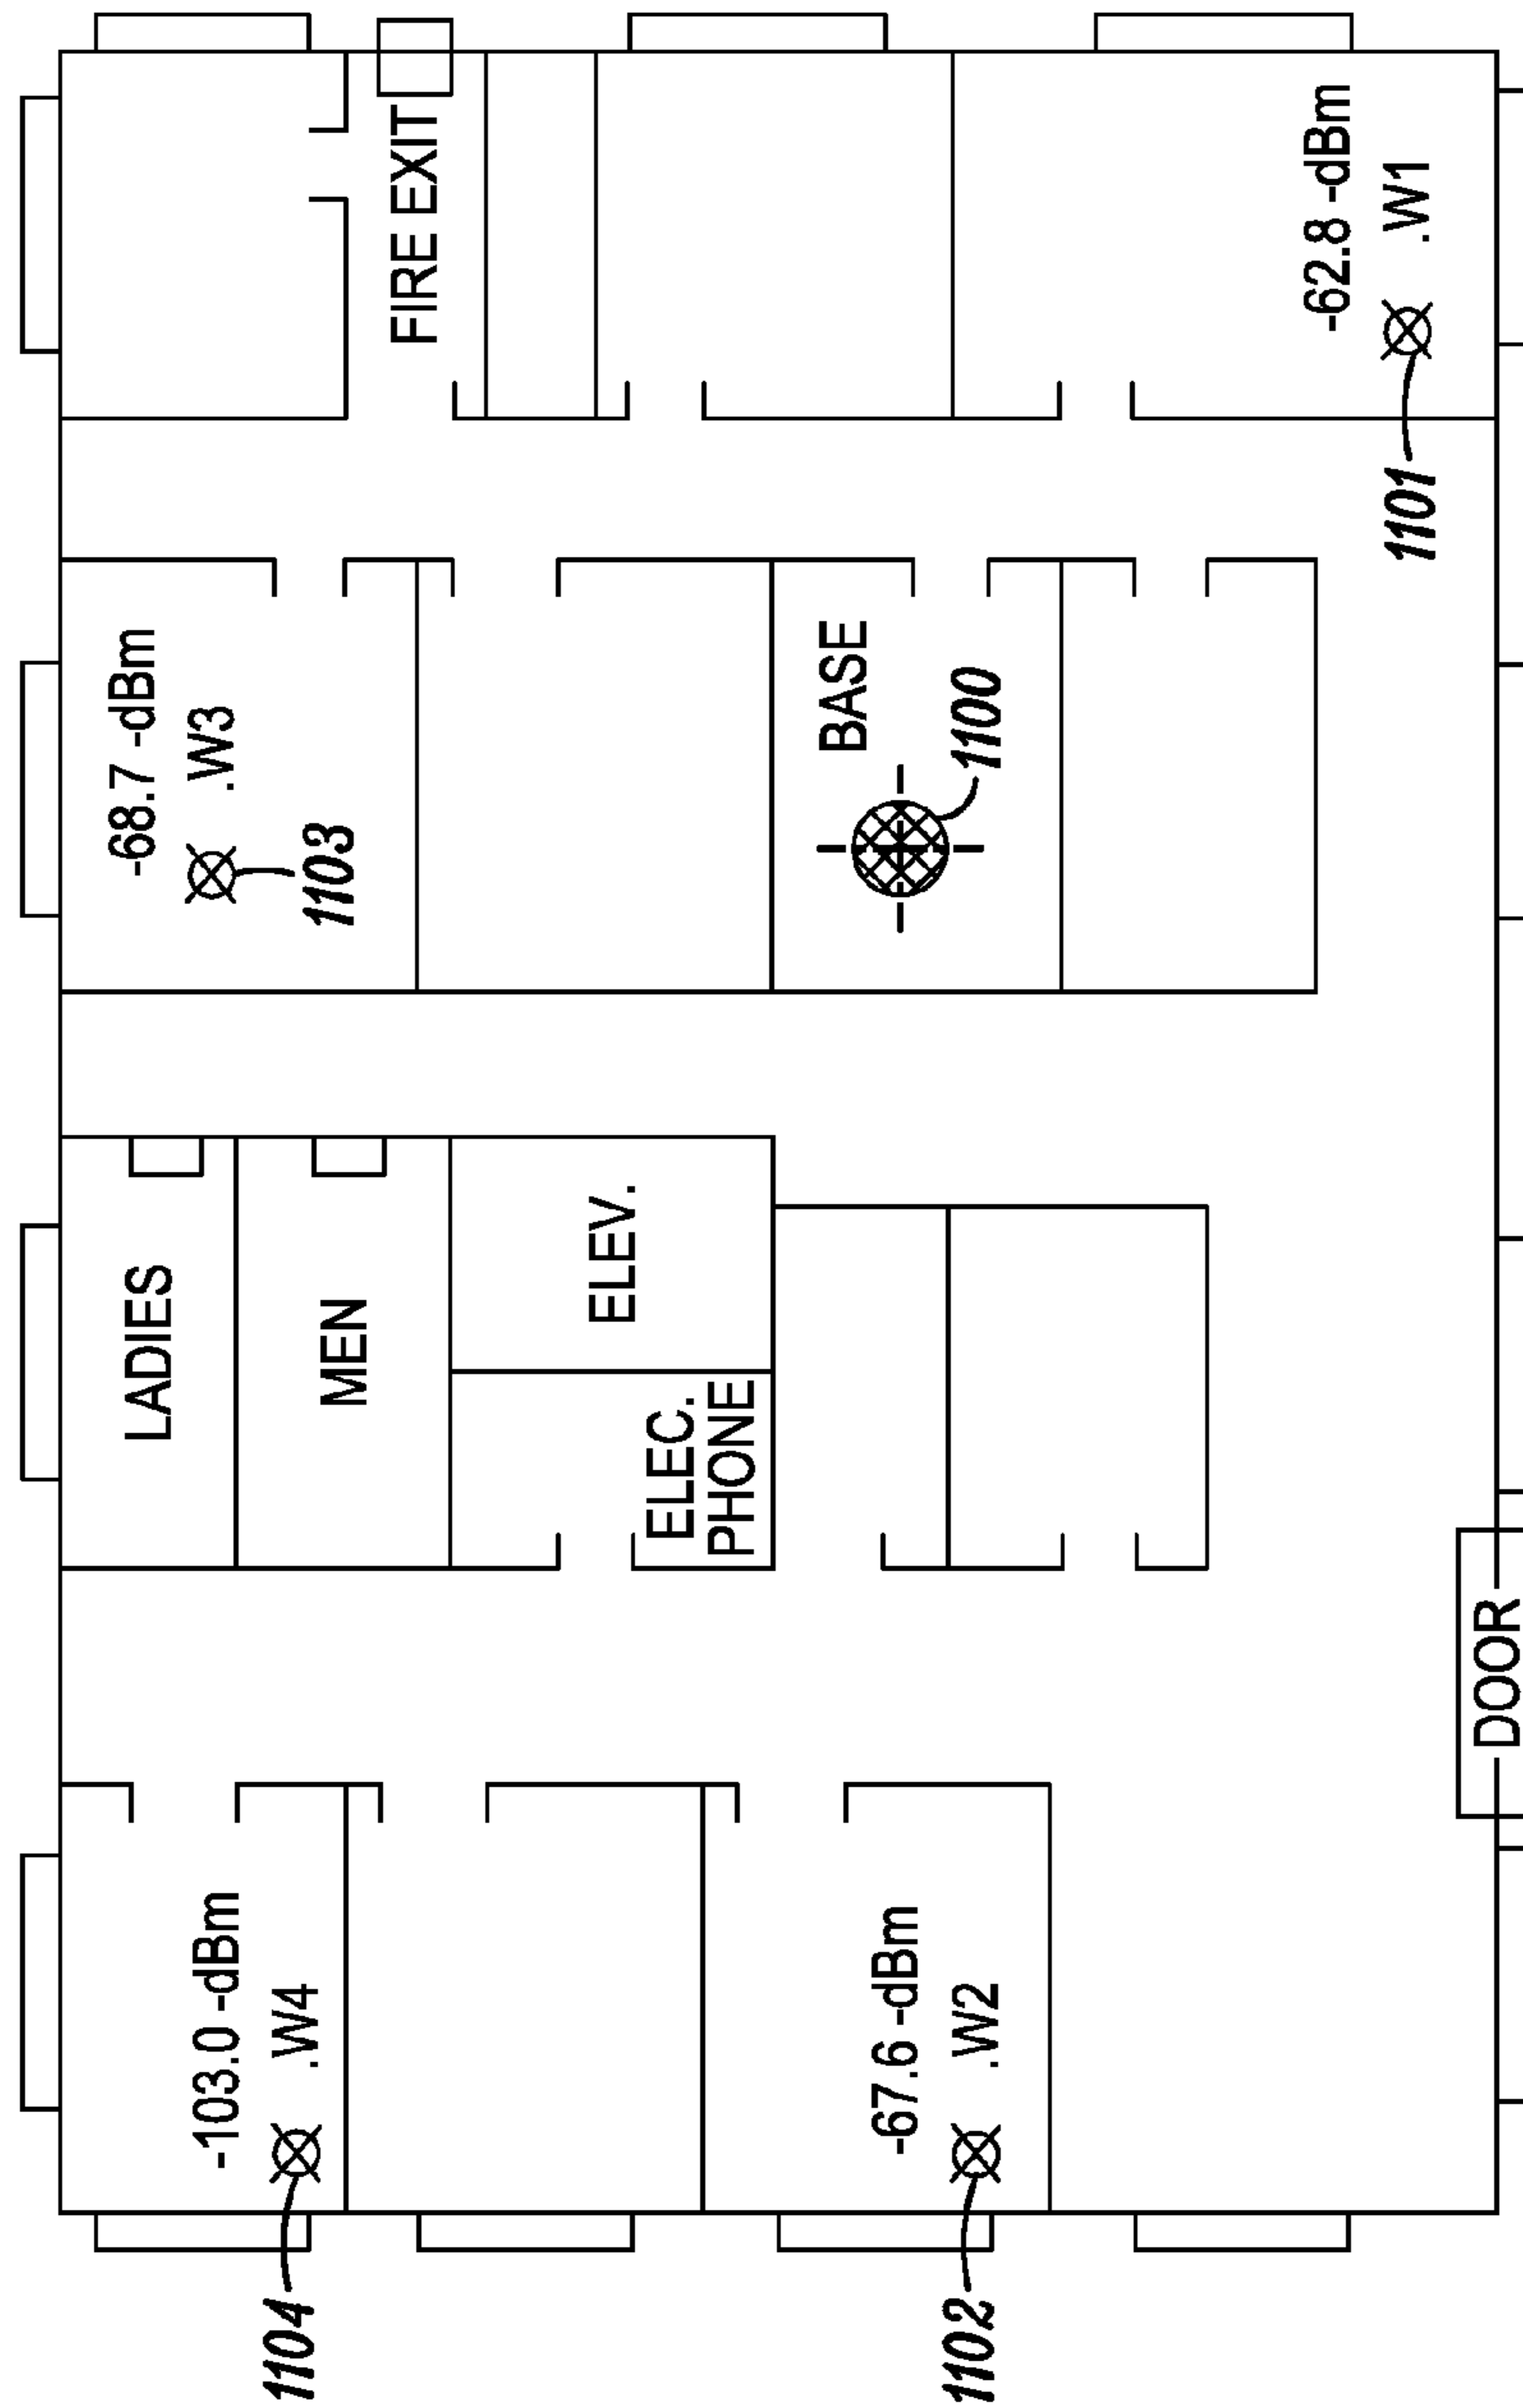 1104
-103.0 -dBm
.W4
LADIES
MEN
-68.7 -dBm
.W3
1103
FIRE EXIT
ELEV.
ELEC.
PHONE
1102
-67.6 -dBm
.W2
BASE
1100
-62.8 -dBm
.W1
1101
DOOR